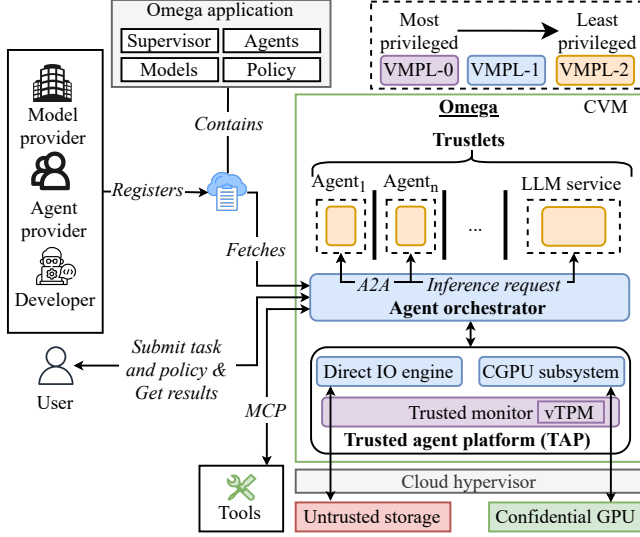 Omega application
Supervisor
Agents
Models
Policy
Most privileged
Least privileged
VMPL-0
VMPL-1
VMPL-2
Model provider
Agent provider
Developer
Registers
Contains
Fetches
Omega
CVM
Trustlets
Agent1
Agentn
...
LLM service
A2A
Inference request
Agent orchestrator
Submit task
and policy &
Get results
User
MCP
Direct IO engine
CGPU subsystem
Trusted monitor
vTPM
Trusted agent platform (TAP)
Tools
Cloud hypervisor
Untrusted storage
Confidential GPU